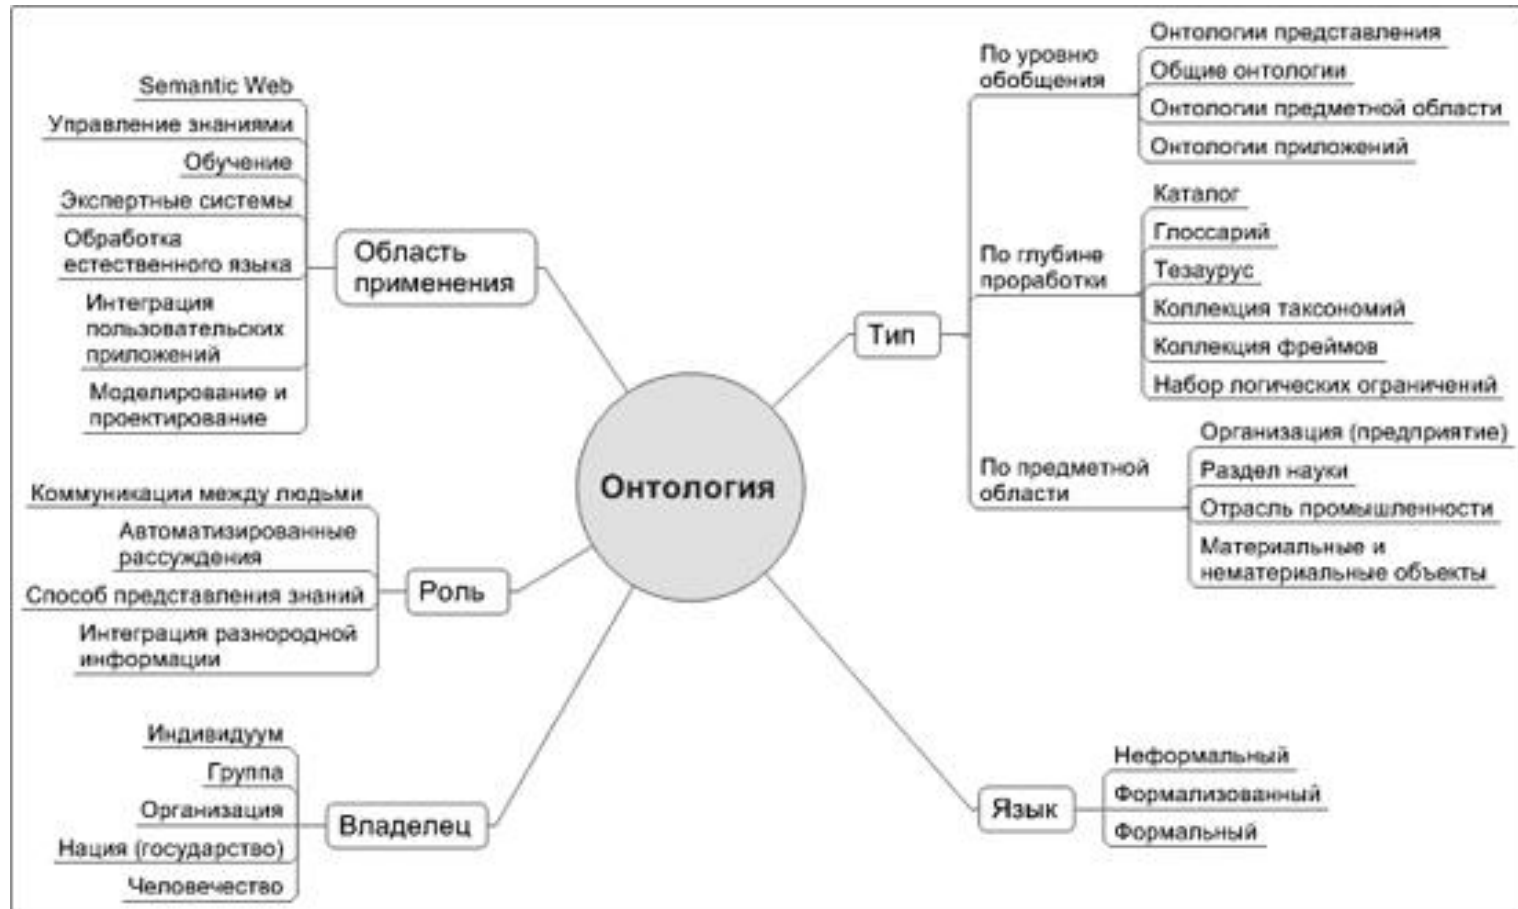 Онтология
Область
применения
Semantic Web
Управление знаниями
Обучение
Экспертные системы
Обработка
естественного языка
Интеграция
пользовательских
приложений
Моделирование и
проектирование
Роль
Коммуникации между людьми
Автоматизированные
рассуждения
Способ представления знаний
Интеграция разнородной
информации
Владелец
Индивидуум
Группа
Организация
Нация (государство)
Человечество
Тип
По уровню
обобщения
Онтологии представления
Общие онтологии
Онтологии предметной области
Онтологии приложений
По глубине
проработки
Каталог
Глоссарий
Тезаурус
Коллекция таксономий
Коллекция фреймов
Набор логических ограничений
По предметной
области
Организация (предприятие)
Раздел науки
Отрасль промышленности
Материальные и
нематериальные объекты
Язык
Неформальный
Формализованный
Формальный